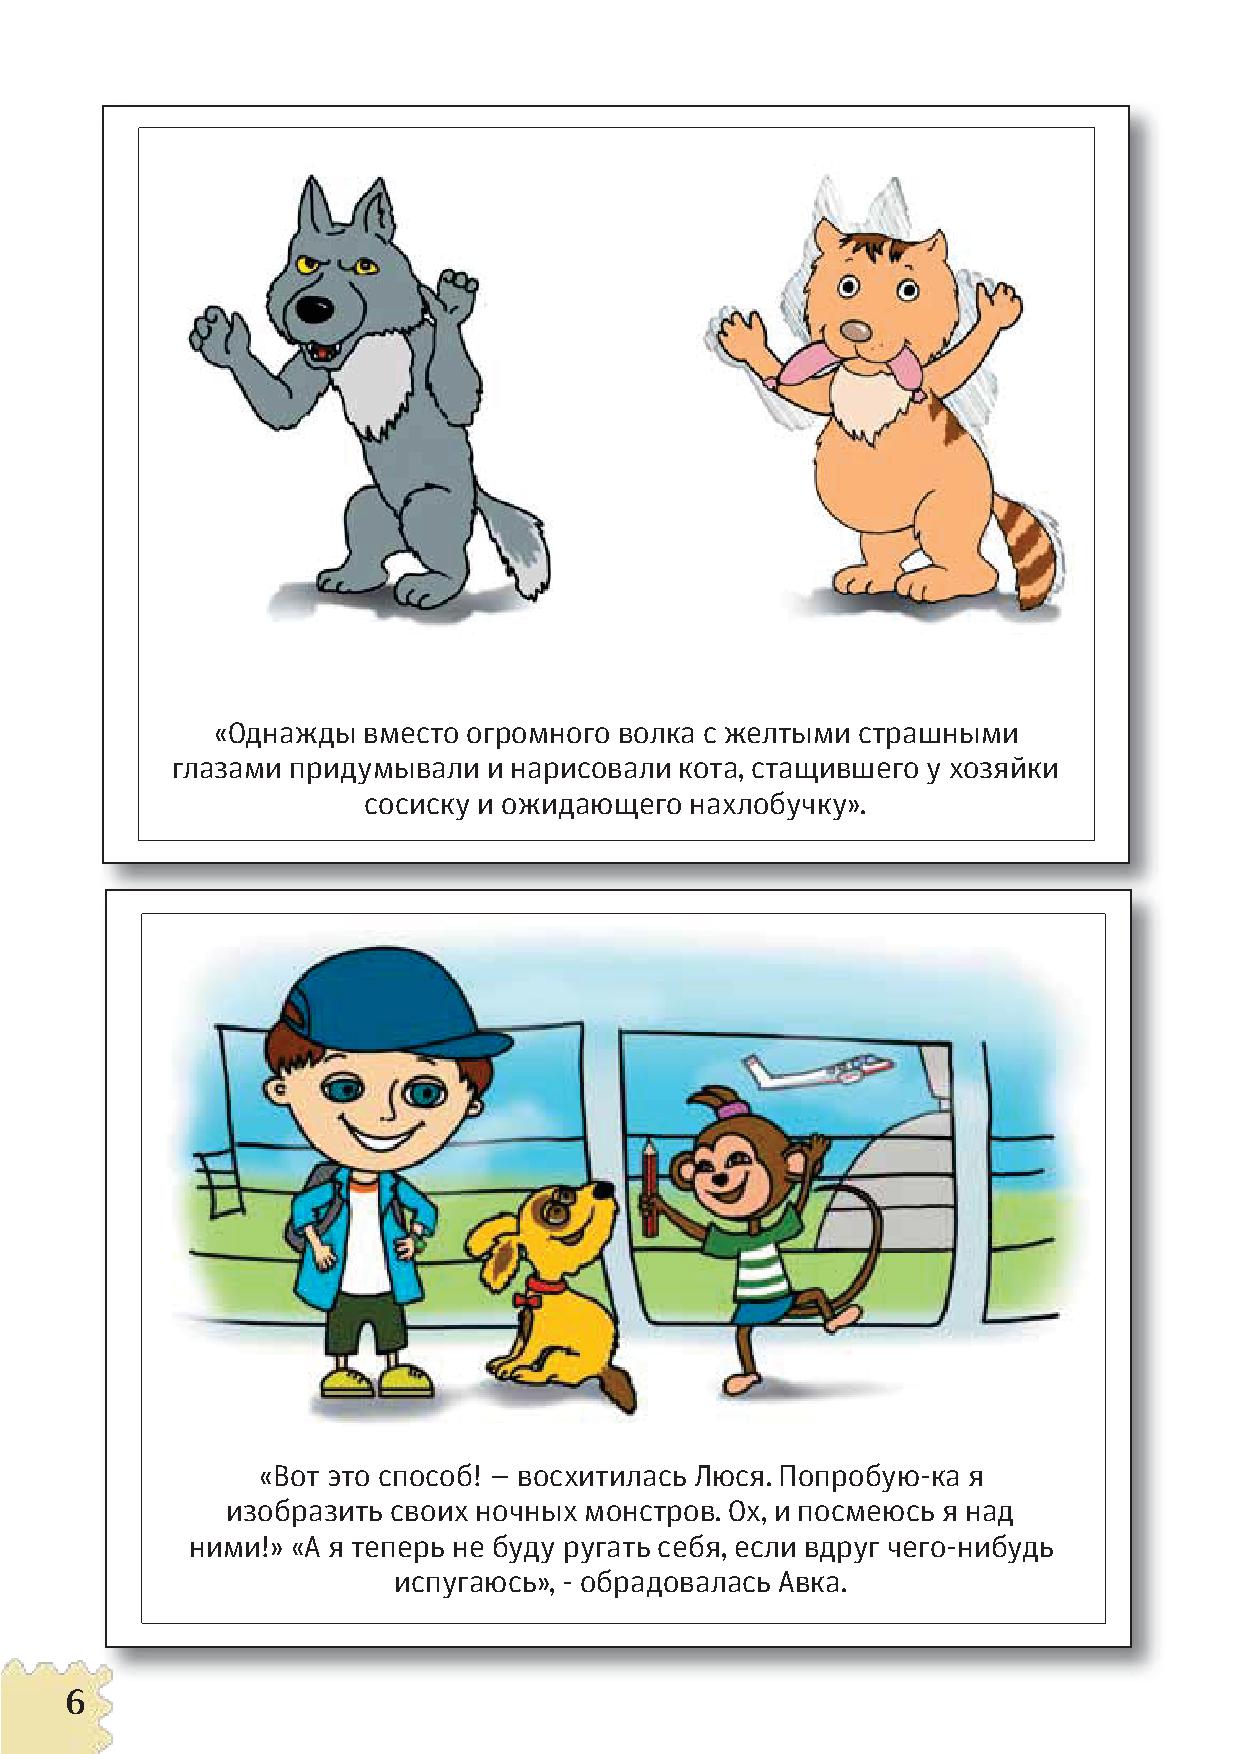 «Однажды вместо огромного волка с желтыми страшными
глазами придумывали и нарисовали кота, стащившего у хозяйки
сосиску и ожидающего нахлобучку».
«Вот это способ! – восхитилась Люся. Попробую-ка я
изобразить своих ночных монстров. Ох, и посмеюсь я над
ними!» «А я теперь не буду ругать себя, если вдруг чего-нибудь
испугаюсь», - обрадовалась Авка.
6